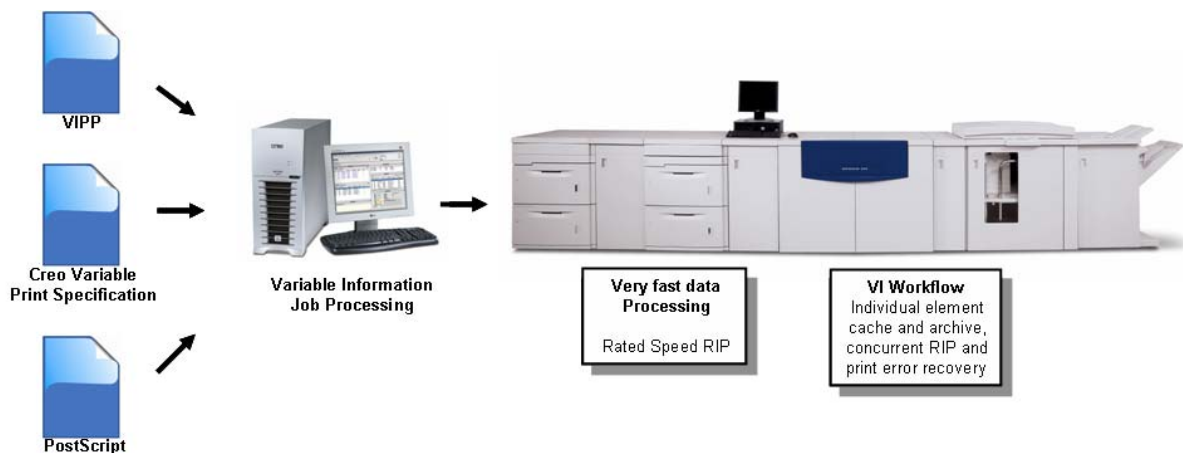 VIPP
Creo Variable
Print Specification
PostScript
Variable Information
Job Processing
Very fast data
Processing
Rated Speed RIP
VI Workflow
Individual element
cache and archive,
concurrent RIP and
print error recovery